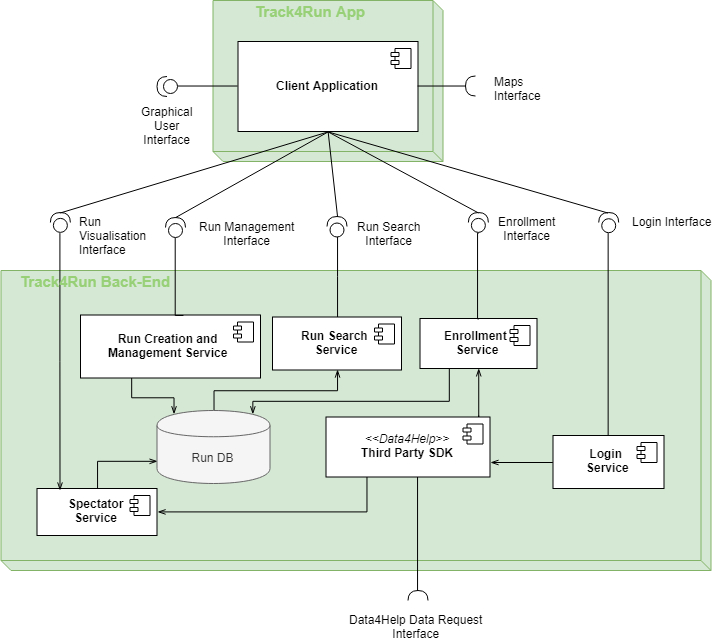 Track4Run App
Client Application
Graphical
User
Interface
Maps
Interface
Run
Visualisation
Interface
Run Management
Interface
Run Search
Interface
Enrollment
Interface
Login Interface
Track4Run Back-End
Run Creation and
Management Service
Run Search
Service
Enrollment
Service
Run DB
<<Data4Help>>
Third Party SDK
Login
Service
Spectator
Service
Data4Help Data Request
Interface